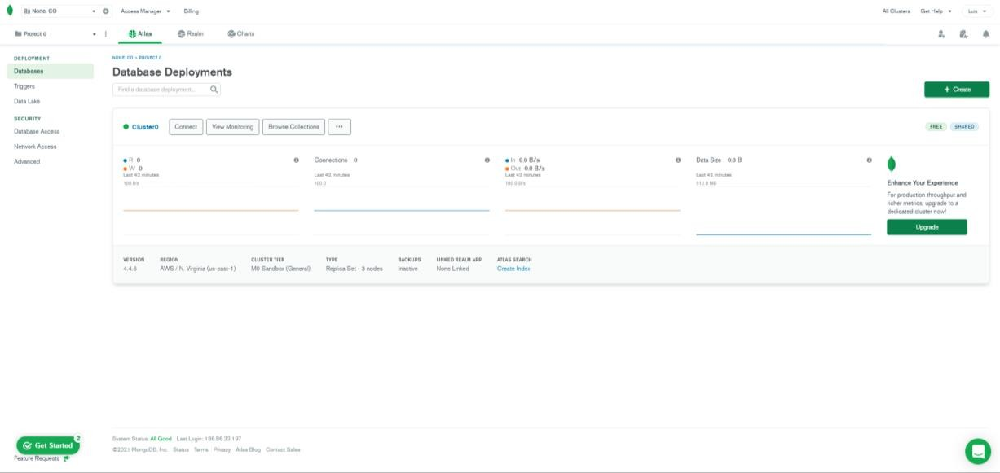 None. CO Access Manager Billing All Clusters Get Help Luis
Project 0 Atlas Realm Charts
DEPLOYMENT
Databases
Triggers
Data Lake
SECURITY
Database Access
Network Access
Advanced
NONE. CO > PROJECT 0
Database Deployments
Find a database deployment...
+ Create
Cluster0 Connect View Monitoring Browse Collections ... FREE SHARED
R 0
W 0
Last 42 minutes
100.0/s
Connections 0
Last 42 minutes
100.0
In 0.0 B/s
Out 0.0 B/s
Last 42 minutes
100.0 B/s
Data Size 0.0 B
Last 42 minutes
512.0 MB
Enhance Your Experience
For production throughput and
richer metrics, upgrade to a
dedicated cluster now!
Upgrade
VERSION REGION CLUSTER TIER TYPE BACKUPS LINKED REALM APP ATLAS SEARCH
4.4.6 AWS / N. Virginia (us-east-1) M0 Sandbox (General) Replica Set - 3 nodes Inactive None Linked Create Index
System Status: All Good Last Login: 186.86.33.197
©2021 MongoDB, Inc. Status Terms Privacy Atlas Blog Contact Sales
Get Started 2
Feature Requests